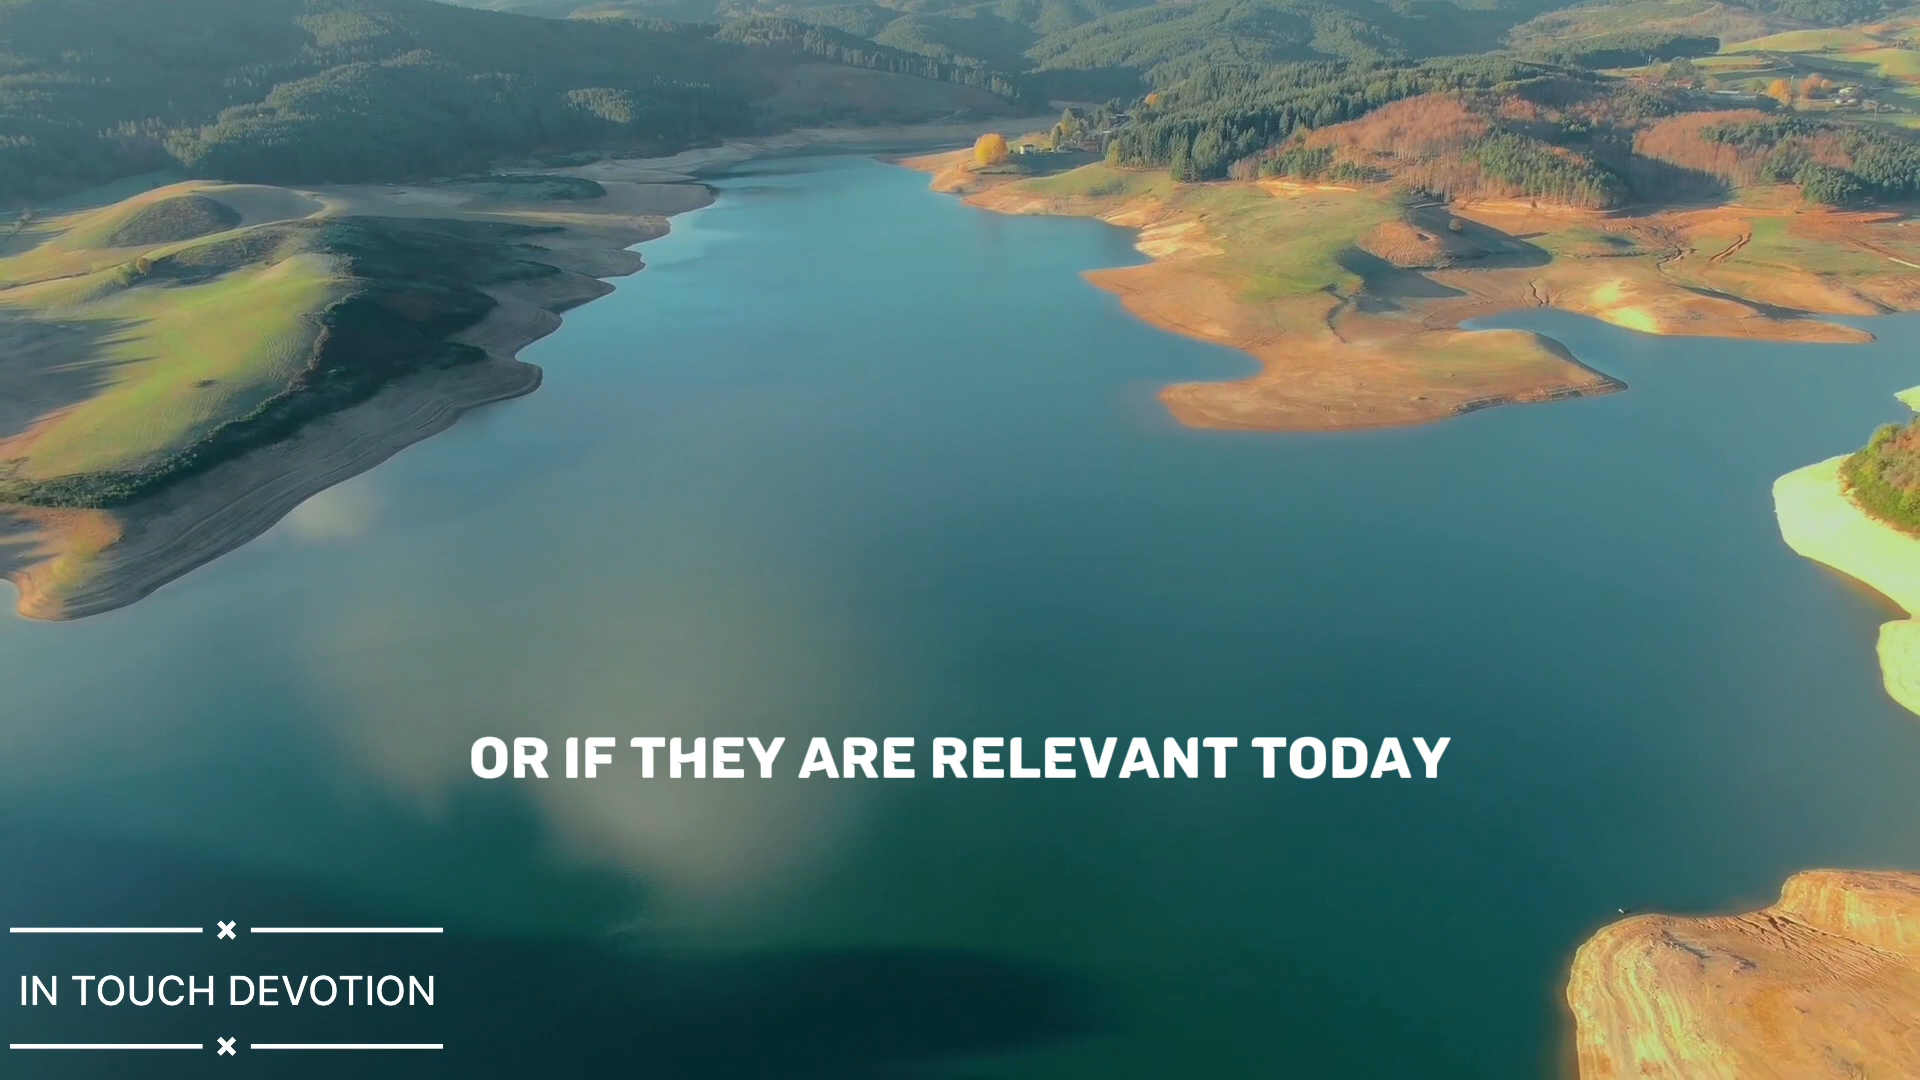 OR IF THEY ARE RELEVANT TODAY
IN TOUCH DEVOTION